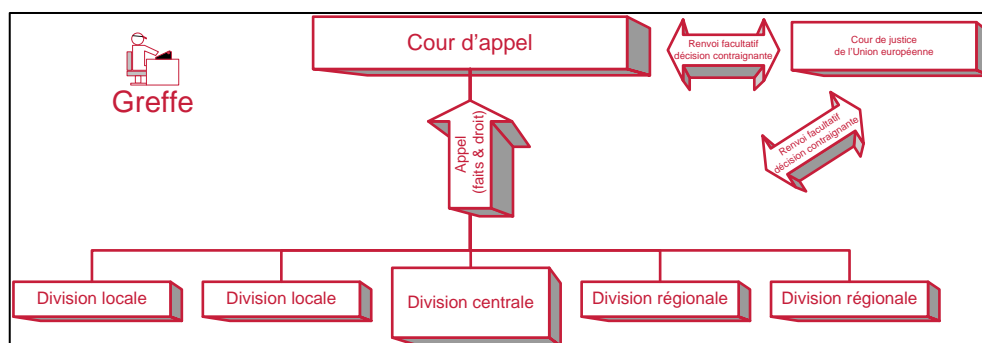 Cour d'appel
Renvoi facultatif
décision contraignante
Cour de justice
de l'Union européenne
Greffe
Appel
(faits & droit)
Renvoi facultatif
décision contraignante
Division locale
Division locale
Division centrale
Division régionale
Division régionale